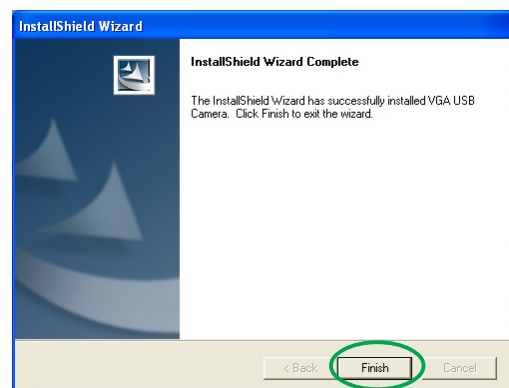 InstallShield Wizard
InstallShield Wizard Complete
The InstallShield Wizard has successfully installed VGA USB
Camera. Click Finish to exit the wizard.
< Back
Finish
Cancel